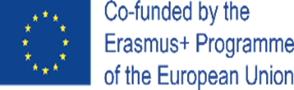 Co-funded by the
Erasmus+ Programme
of the European Union